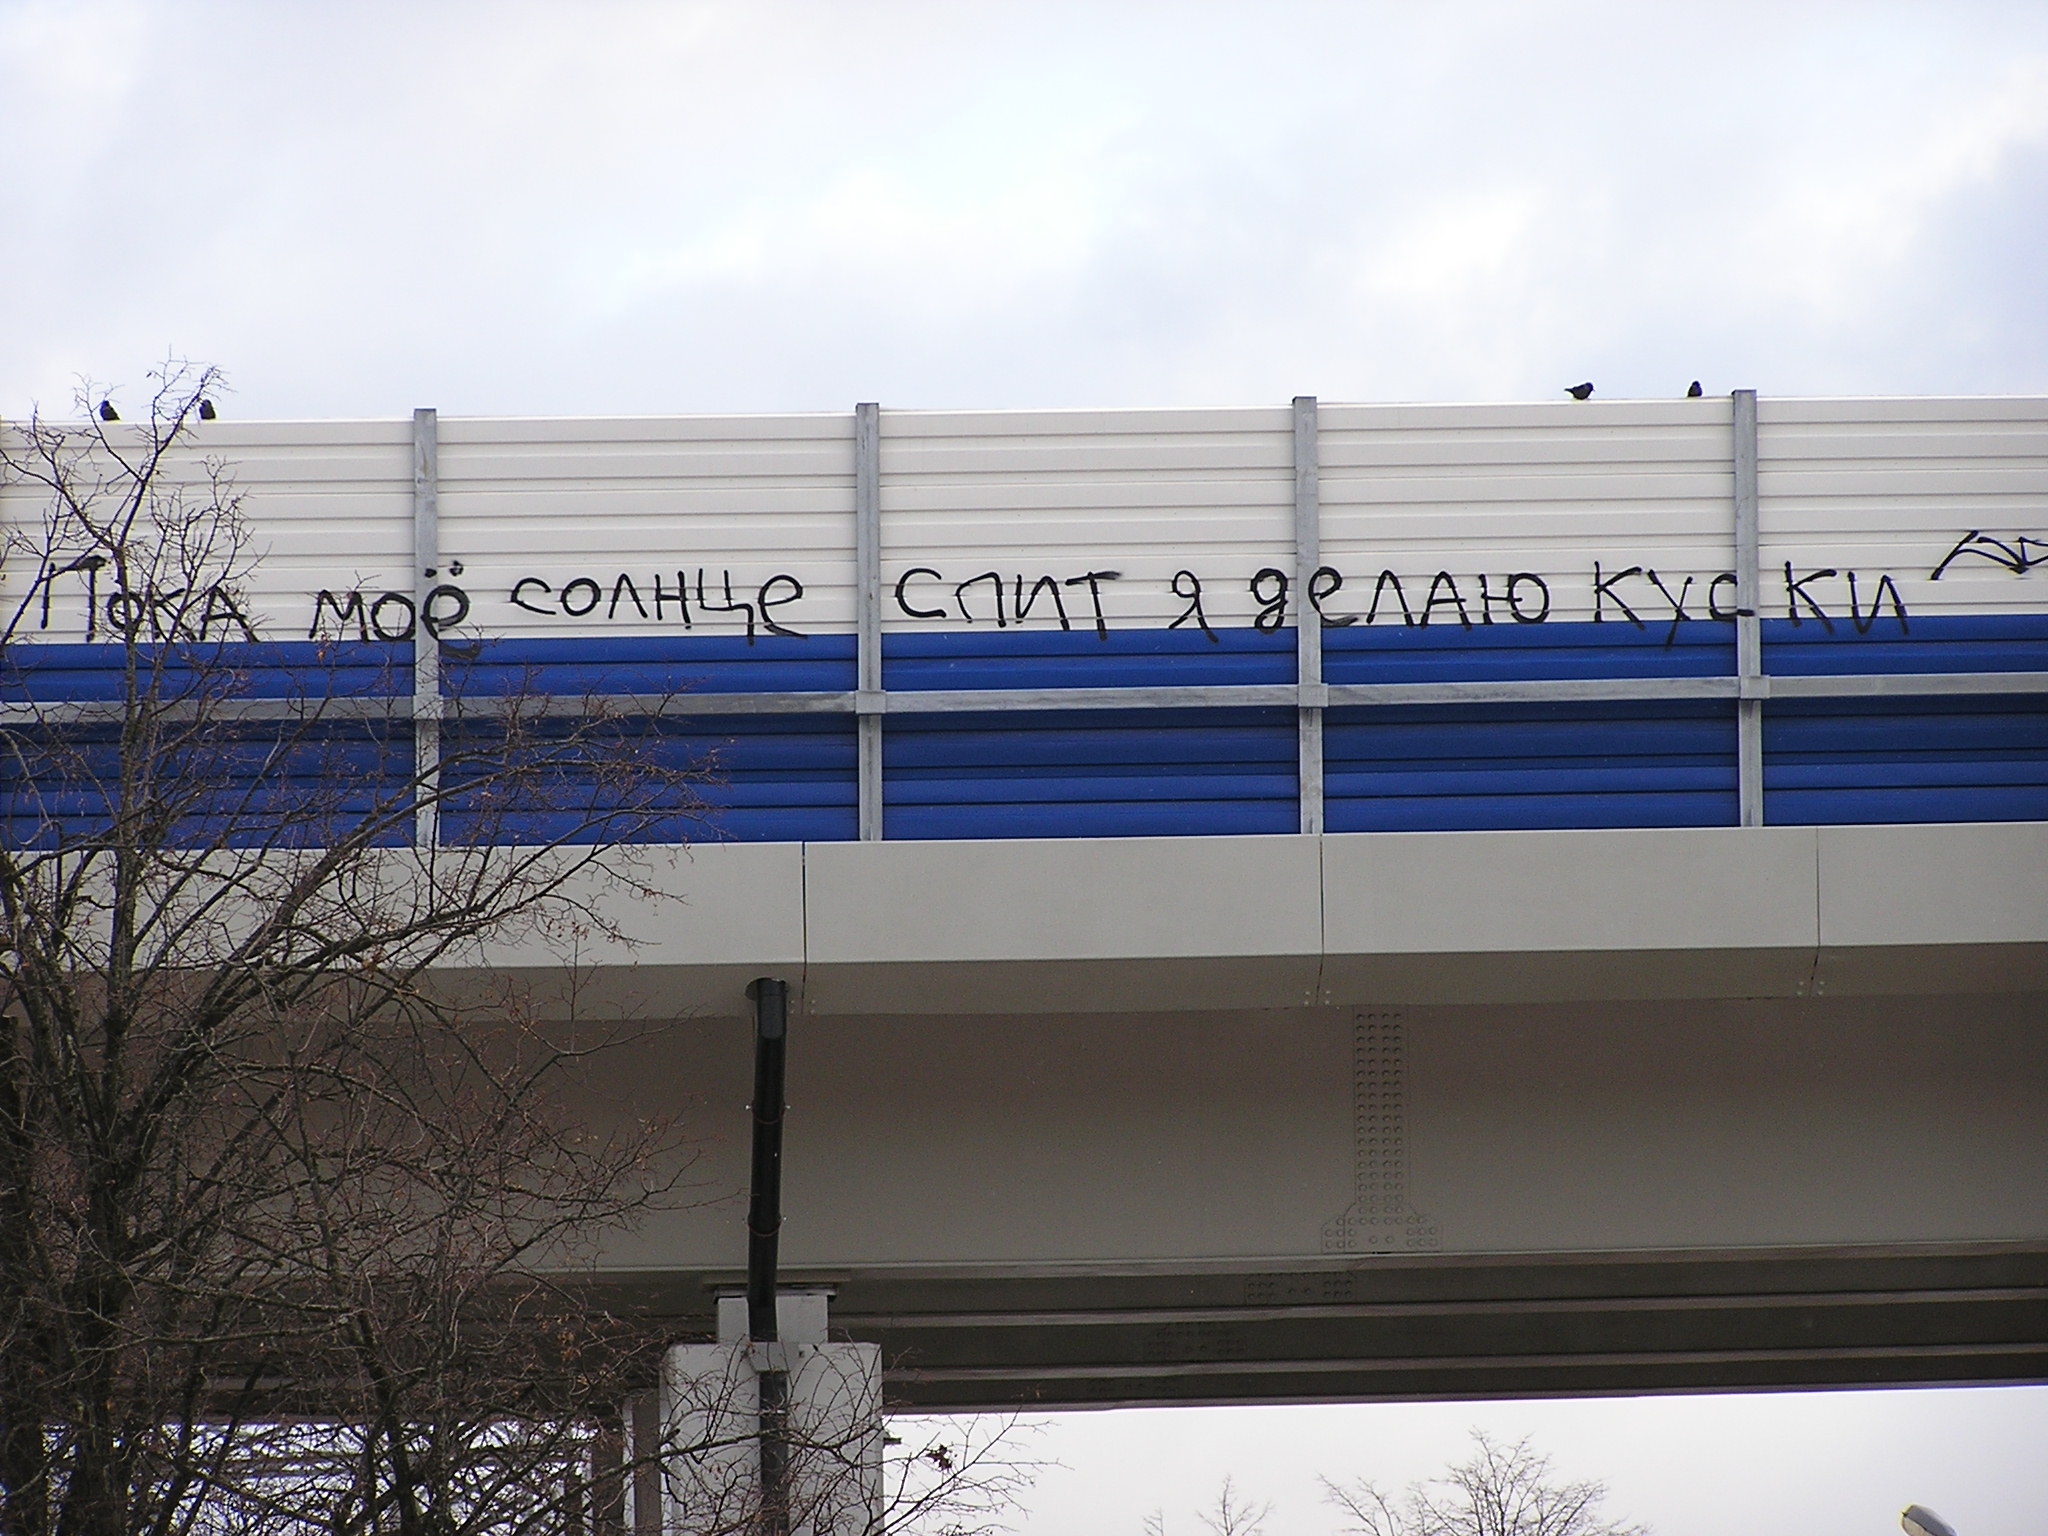 Пока моё солнце спит я делаю куски